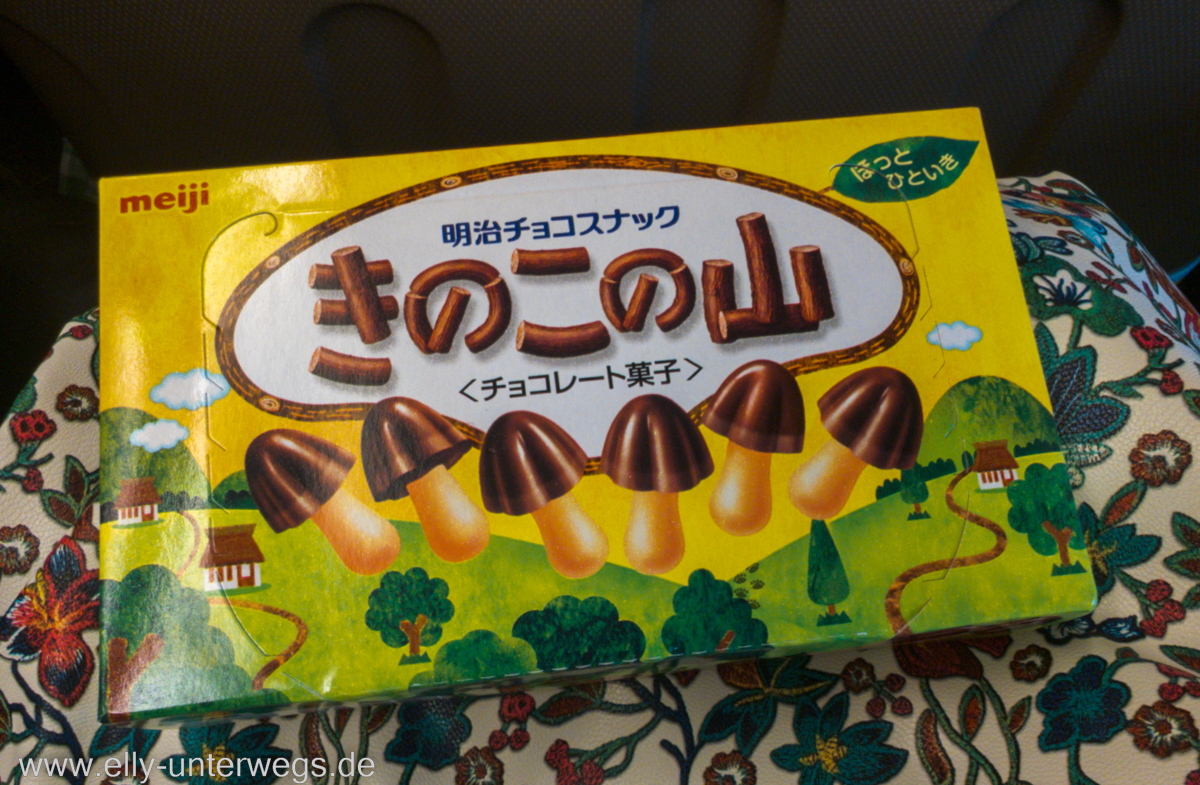 meiji
ほっと
ひといき
明治チョコスナック
きのこの山
〈チョコレート菓子〉
www.elly-unterwegs.de